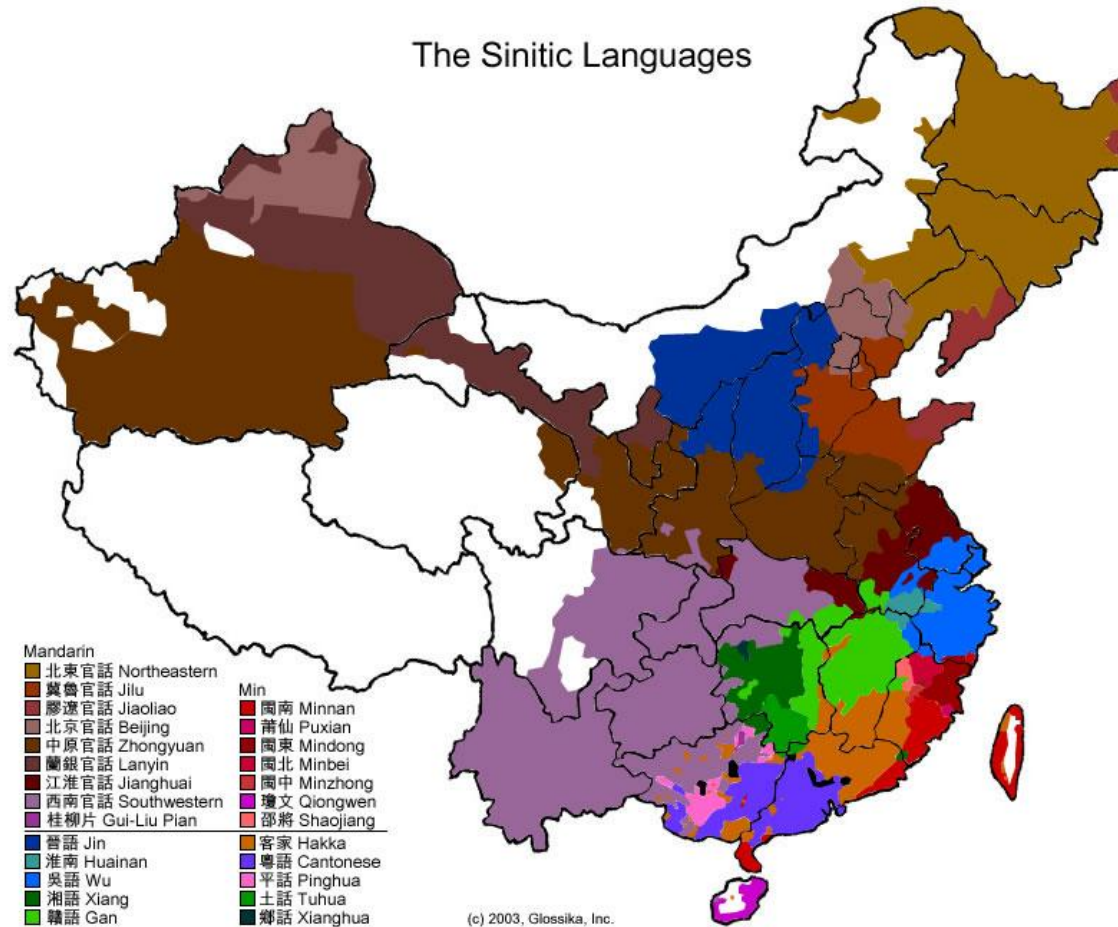 The Sinitic Languages
Mandarin
北東官話 Northeastern
冀魯官話 Jilu
膠遼官話 Jiaoliao
北京官話 Beijing
中原官話 Zhongyuan
蘭銀官話 Lanyin
江淮官話 Jianghuai
西南官話 Southwestern
桂柳片 Gui-Liu Pian
晉語 Jin
淮南 Huainan
吳語 Wu
湘語 Xiang
贛語 Gan
Min
閩南 Minnan
莆仙 Puxian
閩東 Mindong
閩北 Minbei
閩中 Minzhong
瓊文 Qiongwen
邵將 Shaojiang
客家 Hakka
粵語 Cantonese
平話 Pinghua
土話 Tuhua
鄉話 Xianghua
(c) 2003, Glossika, Inc.